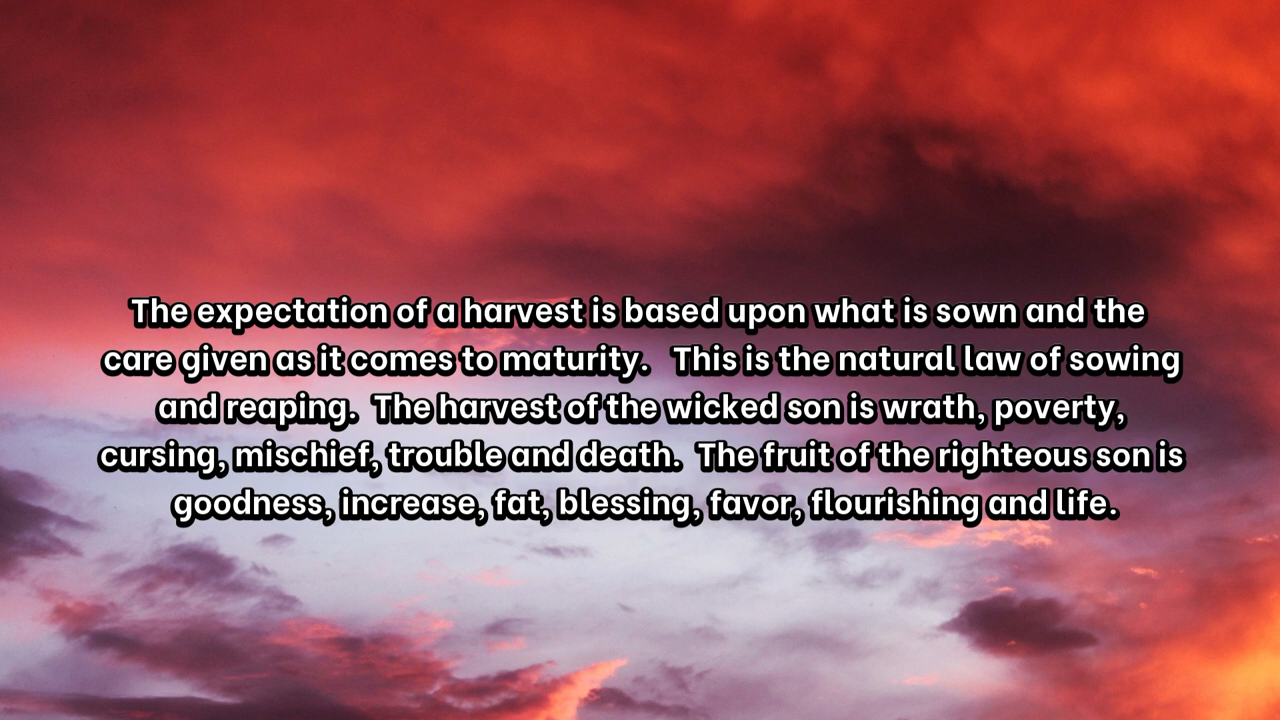 The expectation of a harvest is based upon what is sown and the
care given as it comes to maturity.   This is the natural law of sowing
and reaping.  The harvest of the wicked son is wrath, poverty,
cursing, mischief, trouble and death.  The fruit of the righteous son is
goodness, increase, fat, blessing, favor, flourishing and life.